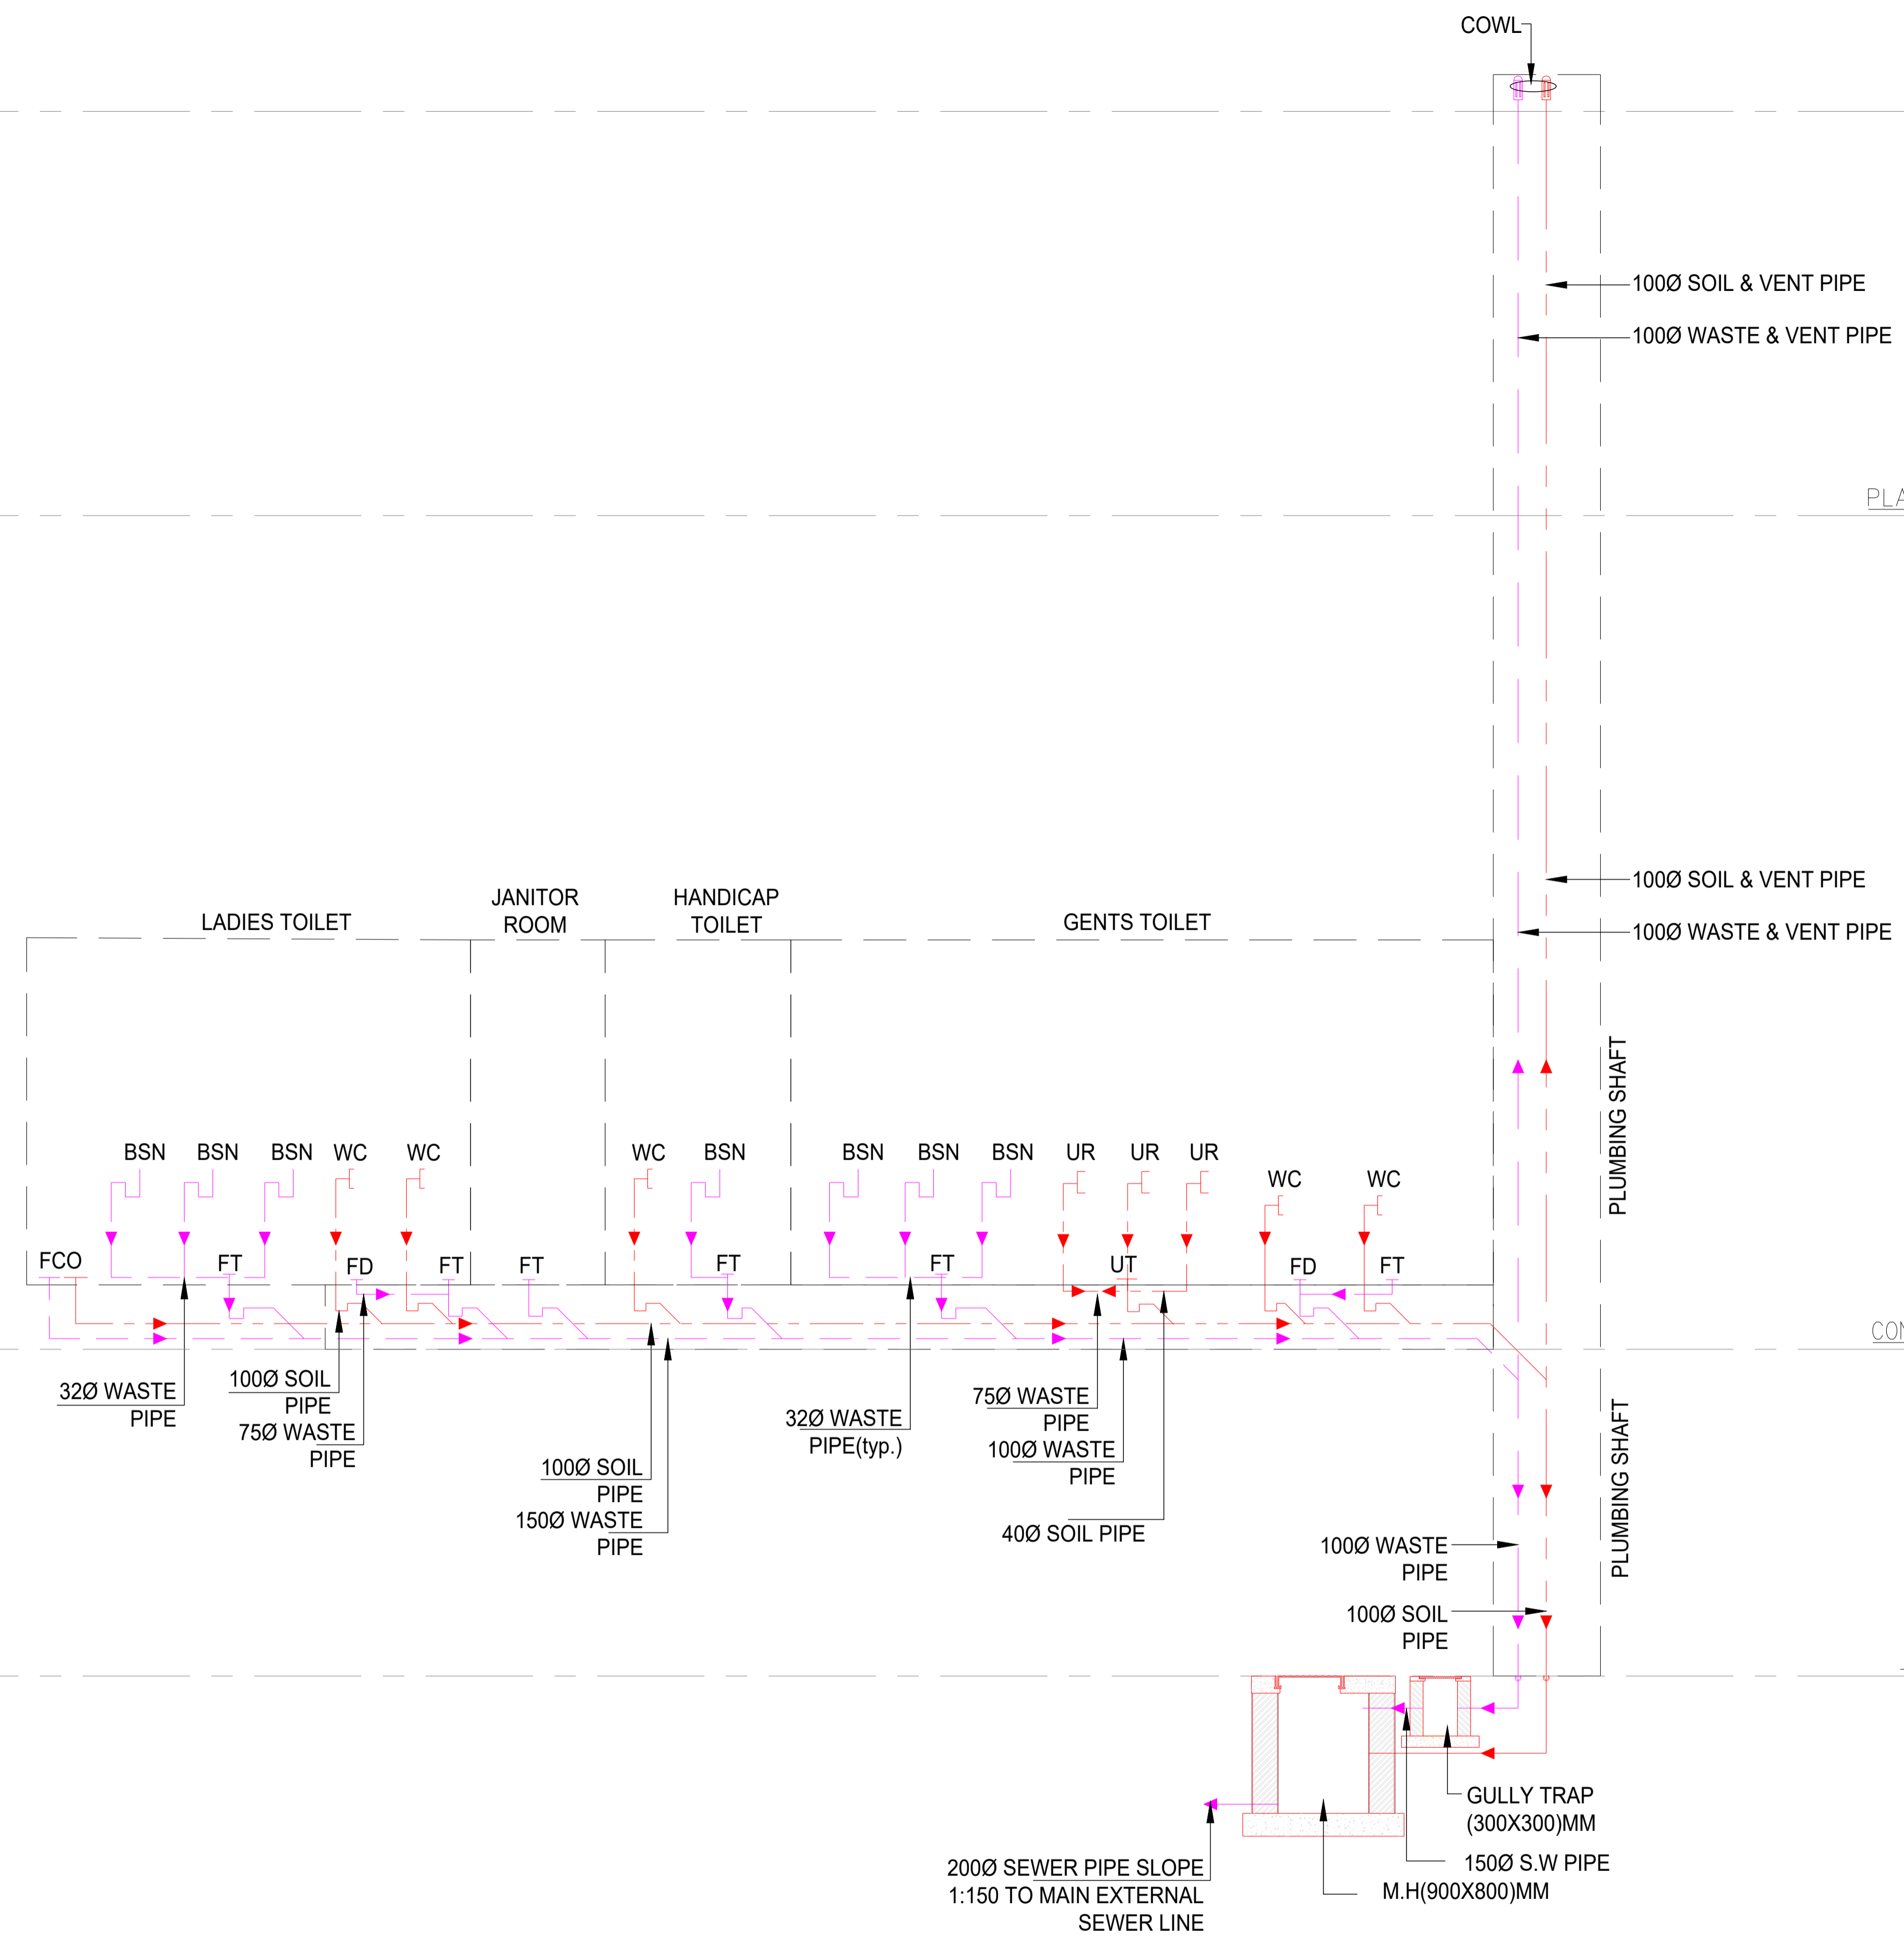 COWL
100Ø SOIL & VENT PIPE
100Ø WASTE & VENT PIPE
100Ø SOIL & VENT PIPE
100Ø WASTE & VENT PIPE
LADIES TOILET
JANITOR
ROOM
HANDICAP
TOILET
GENTS TOILET
PLUMBING SHAFT
BSN
BSN
BSN
WC
WC
WC
BSN
BSN
BSN
BSN
UR
UR
UR
WC
WC
FCO
FT
FD
FT
FT
FT
FT
UT
FD
FT
32Ø WASTE
PIPE
100Ø SOIL
PIPE
75Ø WASTE
PIPE
100Ø SOIL
PIPE
150Ø WASTE
PIPE
32Ø WASTE
PIPE(typ.)
75Ø WASTE
PIPE
100Ø WASTE
PIPE
40Ø SOIL PIPE
PLUMBING SHAFT
100Ø WASTE
PIPE
100Ø SOIL
PIPE
GULLY TRAP
(300X300)MM
150Ø S.W PIPE
M.H(900X800)MM
200Ø SEWER PIPE SLOPE
1:150 TO MAIN EXTERNAL
SEWER LINE